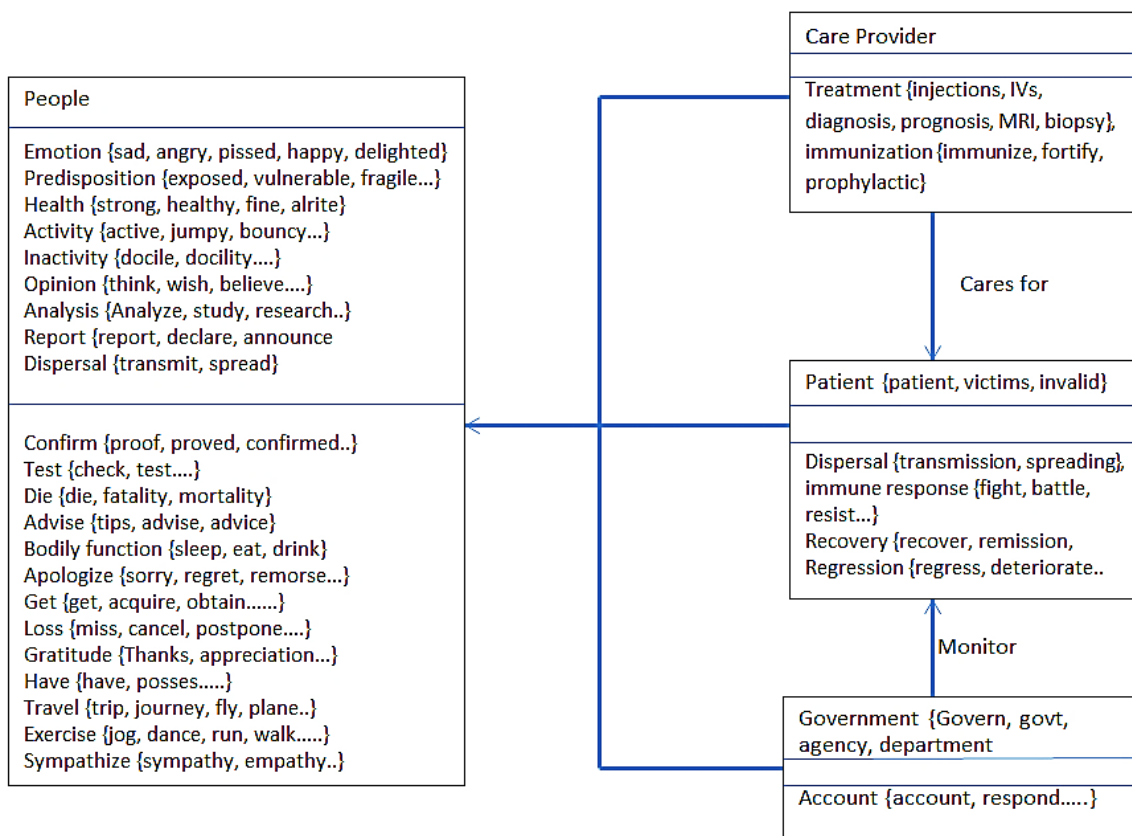 People
Emotion {sad, angry, pissed, happy, delighted}
Predisposition {exposed, vulnerable, fragile...}
Health {strong, healthy, fine, alrite}
Activity {active, jumpy, bouncy...}
Inactivity {docile, docility....}
Opinion {think, wish, believe....}
Analysis {Analyze, study, research..}
Report {report, declare, announce
Dispersal {transmit, spread}
Confirm {proof, proved, confirmed..}
Test {check, test....}
Die {die, fatality, mortality}
Advise {tips, advise, advice}
Bodily function {sleep, eat, drink}
Apologize {sorry, regret, remorse...}
Get {get, acquire, obtain......}
Loss {miss, cancel, postpone....}
Gratitude {Thanks, appreciation...}
Have {have, posses.....}
Travel {trip, journey, fly, plane..}
Exercise {jog, dance, run, walk.....}
Sympathize {sympathy, empathy..}
Care Provider
Treatment {injections, IVs,
diagnosis, prognosis, MRI, biopsy},
immunization {immunize, fortify,
prophylactic}
Cares for
Patient {patient, victims, invalid}
Dispersal {transmission, spreading},
immune response {fight, battle,
resist...}
Recovery {recover, remission,
Regression {regress, deteriorate..
Monitor
Government {Govern, govt,
agency, department
Account {account, respond.....}